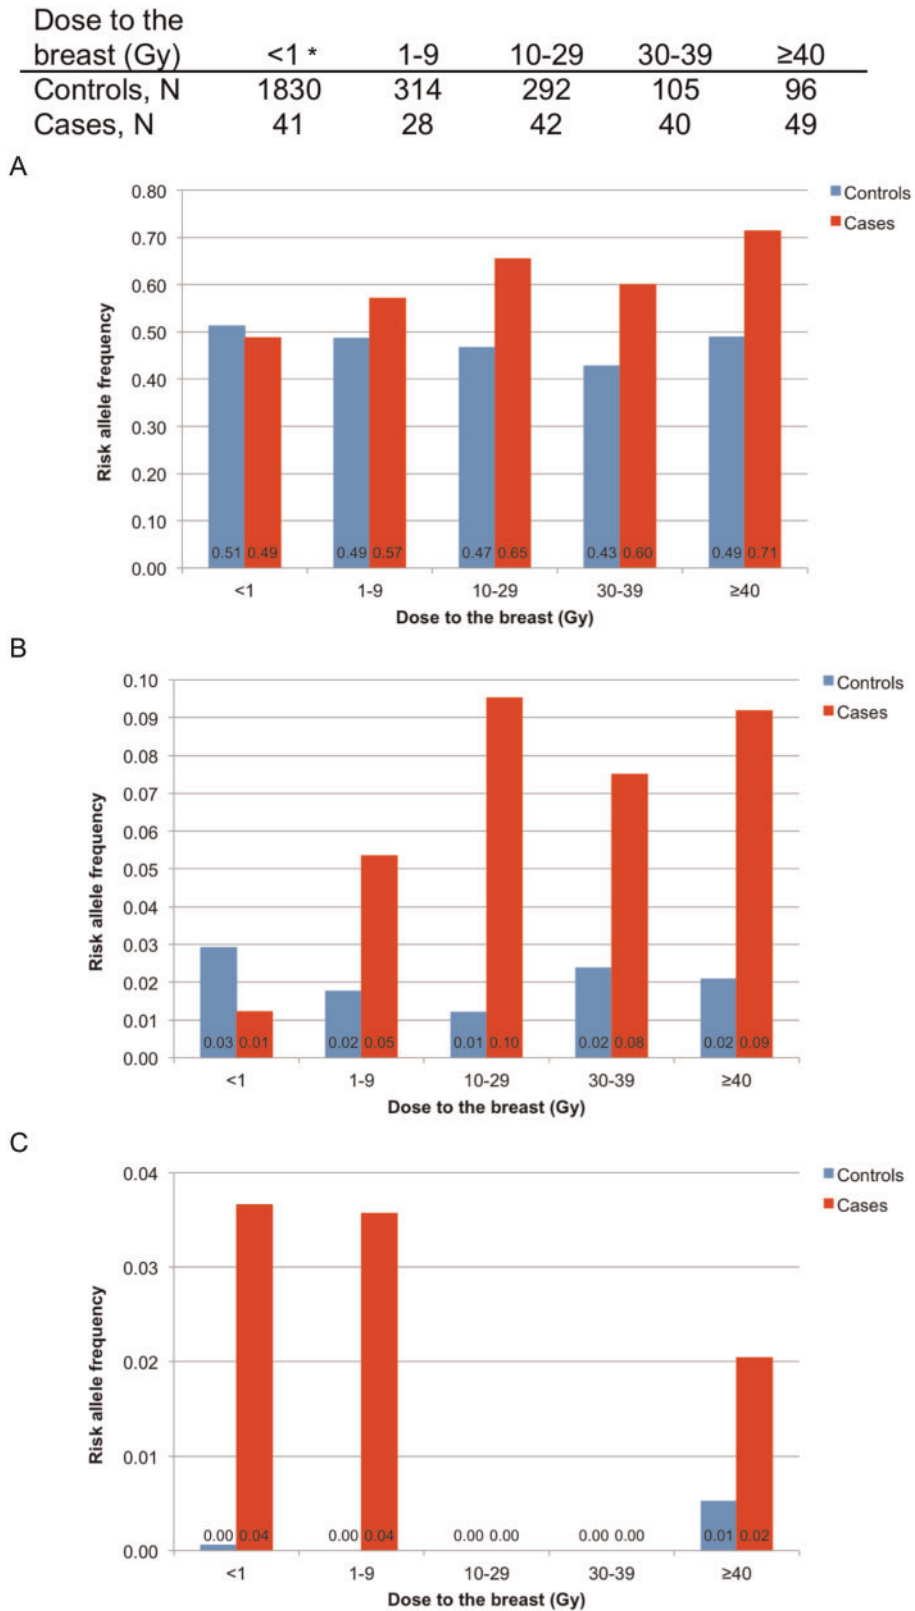 Dose to the
breast (Gy) <1 * 1-9 10-29 30-39 ≥40
Controls, N 1830 314 292 105 96
Cases, N 41 28 42 40 49
A
0.80
0.70
0.60
0.50
0.40
0.30
0.20
0.10
0.00
Risk allele frequency
0.51 0.49 0.49 0.57 0.47 0.65 0.43 0.60 0.49 0.71
<1 1-9 10-29 30-39 ≥40
Dose to the breast (Gy)
Controls
Cases
B
0.10
0.09
0.08
0.07
0.06
0.05
0.04
0.03
0.02
0.01
0.00
Risk allele frequency
0.03 0.01 0.02 0.05 0.01 0.10 0.02 0.08 0.02 0.09
<1 1-9 10-29 30-39 ≥40
Dose to the breast (Gy)
Controls
Cases
C
0.04
0.03
0.02
0.01
0.00
Risk allele frequency
0.00 0.04 0.00 0.04 0.00 0.00 0.00 0.00 0.01 0.02
<1 1-9 10-29 30-39 ≥40
Dose to the breast (Gy)
Controls
Cases